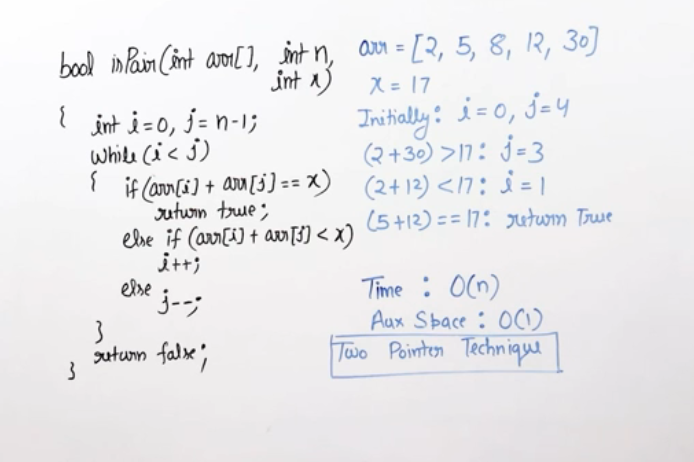 bool isPair(int arr[], int n,
int x)
{
int i=0, j=n-1;
while (i < j)
{ if (arr[i] + arr[j] == x)
return true;
else if (arr[i] + arr[j] < x)
i++;
else
j--;
}
return false;
}
arr = [2, 5, 8, 12, 30]
x = 17
Initially: i=0, j=4
(2+30) >17: j=3
(2+12) <17: i=1
(5+12) == 17: return True
Time : O(n)
Aux Space : O(1)
Two Pointer Technique